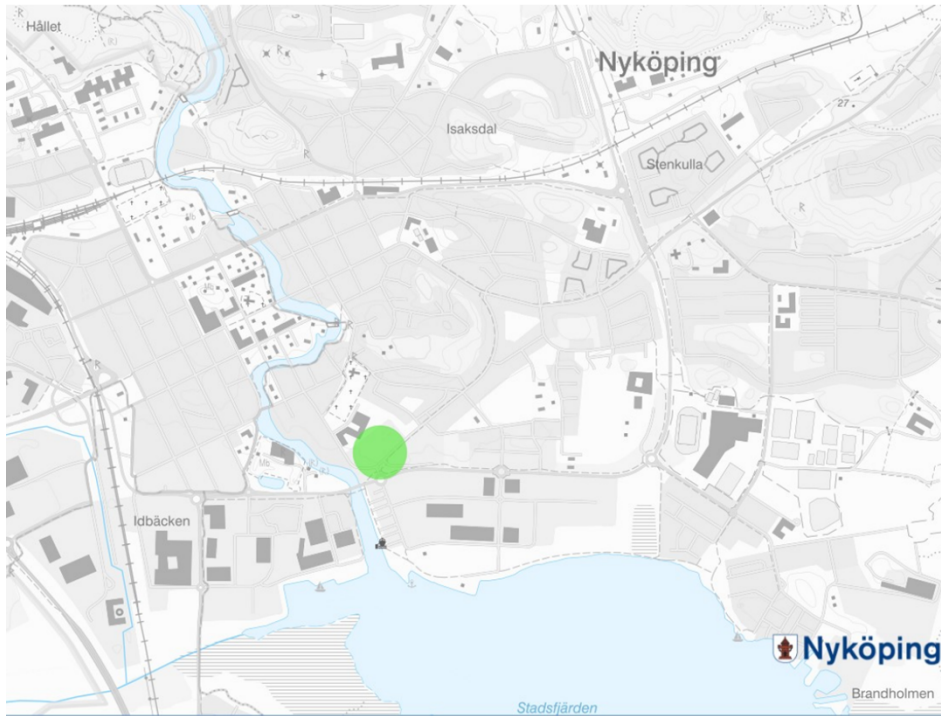 Hållet
Nyköping
27
Isaksdal
Stenkulla
Idbäcken
Nyköping
Brandholmen
Stadsfjärden